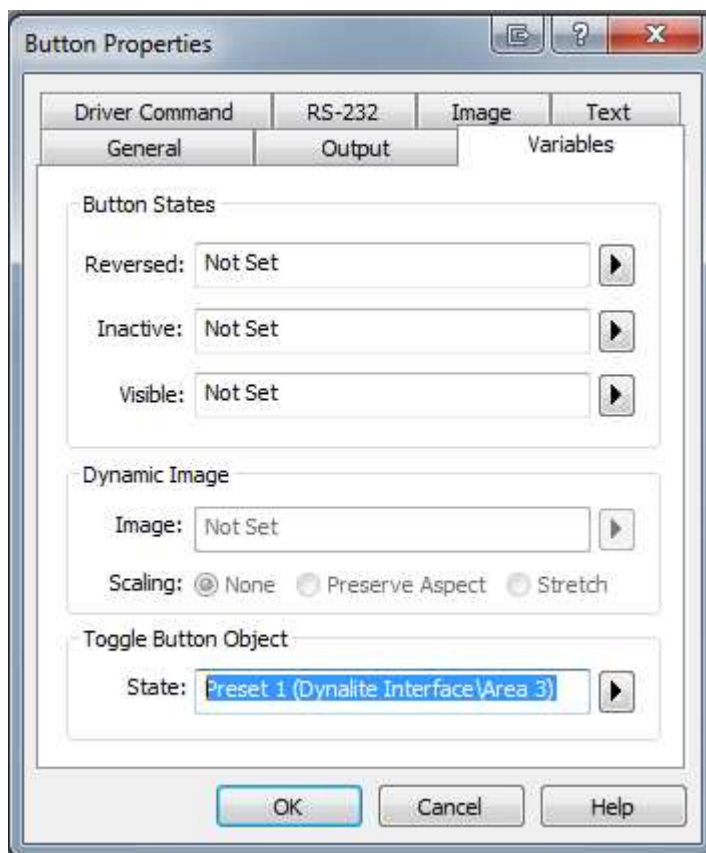 Button Properties
?
Driver Command RS-232 Image Text
General Output Variables
Button States
Reversed: Not Set
Inactive: Not Set
Visible: Not Set
Dynamic Image
Image: Not Set
Scaling: None Preserve Aspect Stretch
Toggle Button Object
State: Preset 1 (Dynalite Interface\Area 3)
OK Cancel Help